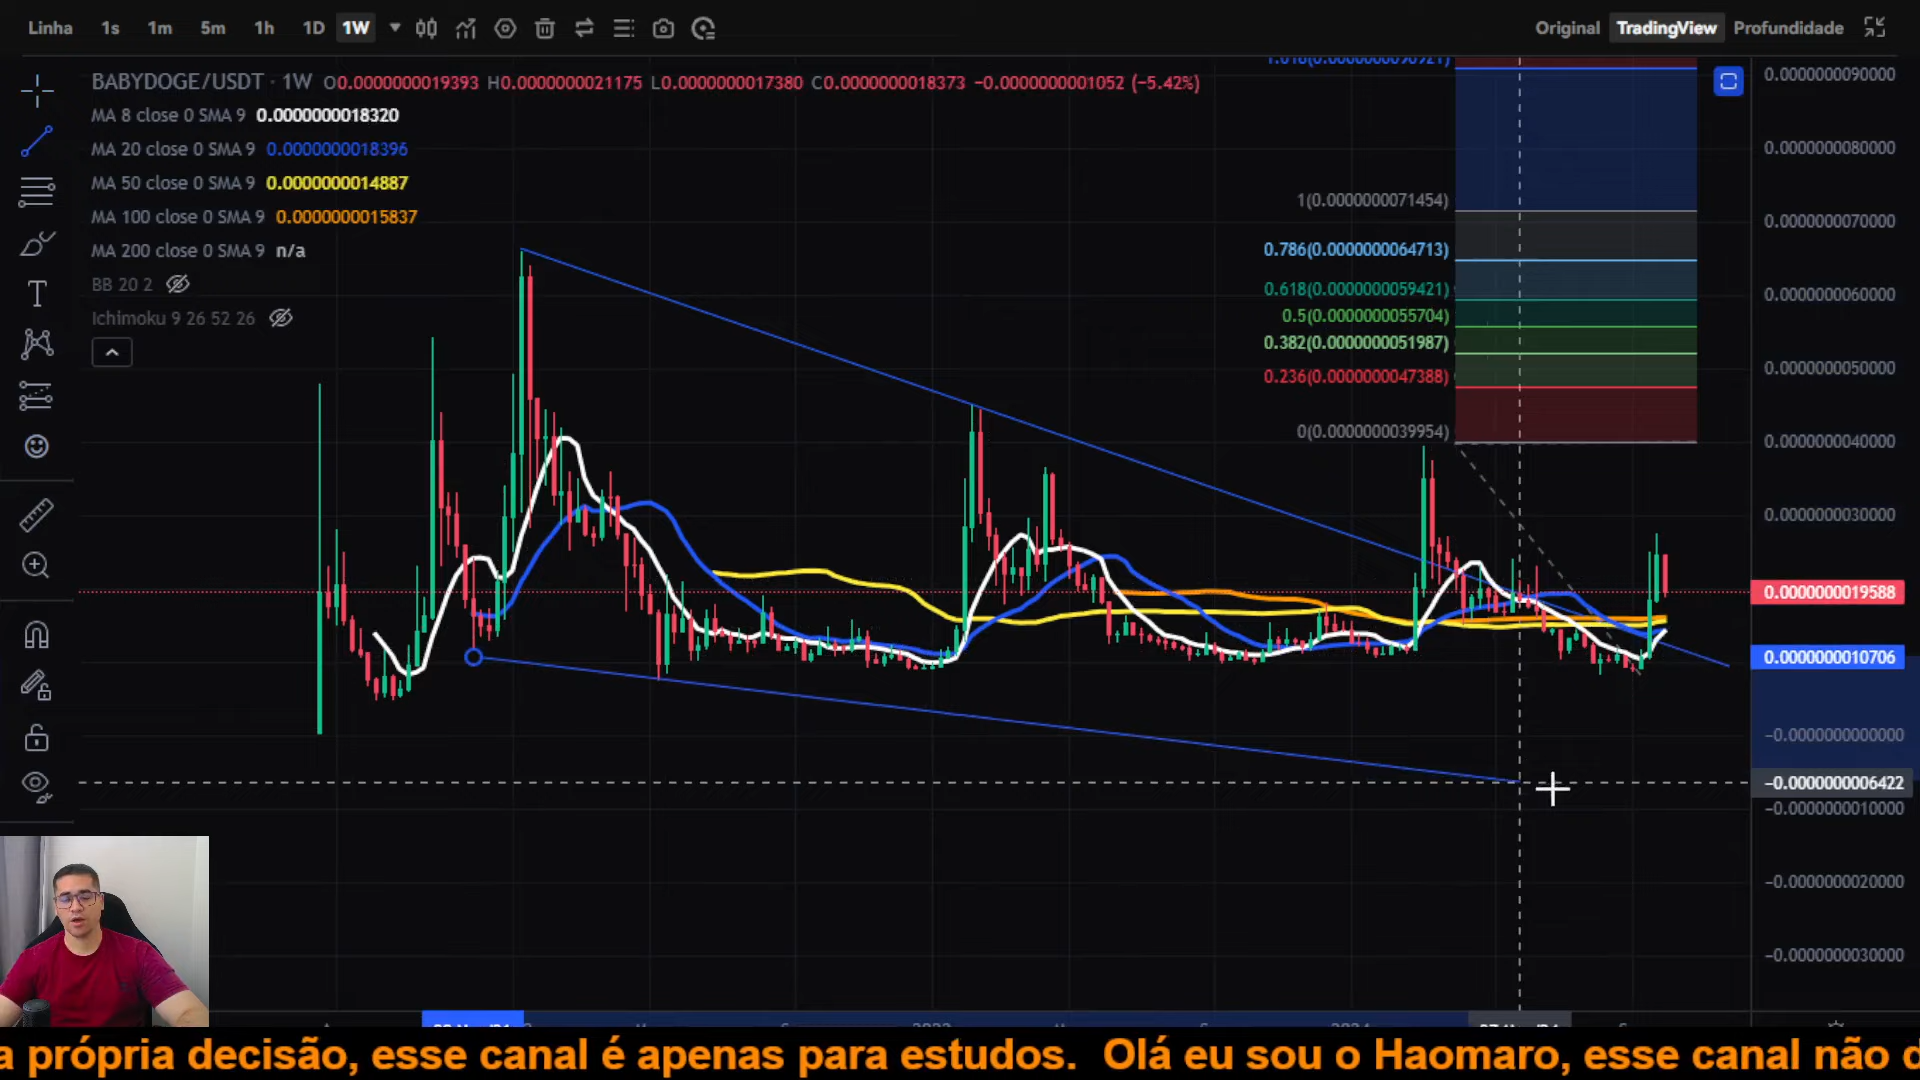 Linha 1s 1m 5m 1h 1D 1W Original TradingView Profundidade
BABYDOGE/USDT · 1W O0.0000000019393 H0.0000000021175 L0.0000000017380 C0.0000000018373 −0.0000000001052 (−5.42%)
MA 8 close 0 SMA 9 0.0000000018320
MA 20 close 0 SMA 9 0.0000000018396
MA 50 close 0 SMA 9 0.0000000014887
MA 100 close 0 SMA 9 0.0000000015837
MA 200 close 0 SMA 9 n/a
BB 20 2
Ichimoku 9 26 52 26
1(0.0000000071454)
0.786(0.0000000064713)
0.618(0.0000000059421)
0.5(0.0000000055704)
0.382(0.0000000051987)
0.236(0.0000000047388)
0(0.0000000039954)
0.0000000090000
0.0000000080000
0.0000000070000
0.0000000060000
0.0000000050000
0.0000000040000
0.0000000030000
0.0000000019588
0.0000000010706
−0.0000000000000
−0.0000000006422
−0.0000000010000
−0.0000000020000
−0.0000000030000
a própria decisão, esse canal é apenas para estudos. Olá eu sou o Haomaro, esse canal não